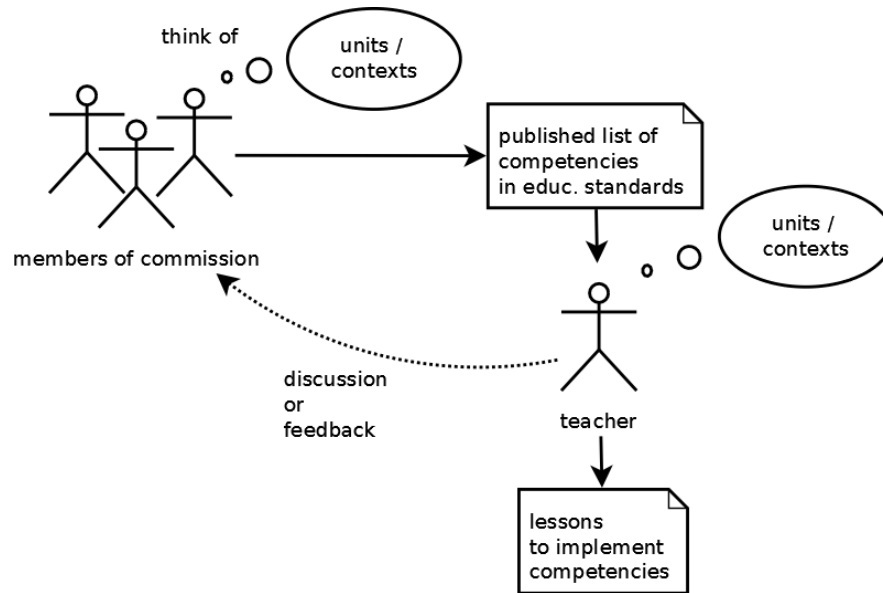 think of
units /
contexts
published list of
competencies
in educ. standards
members of commission
units /
contexts
discussion
or
feedback
teacher
lessons
to implement
competencies